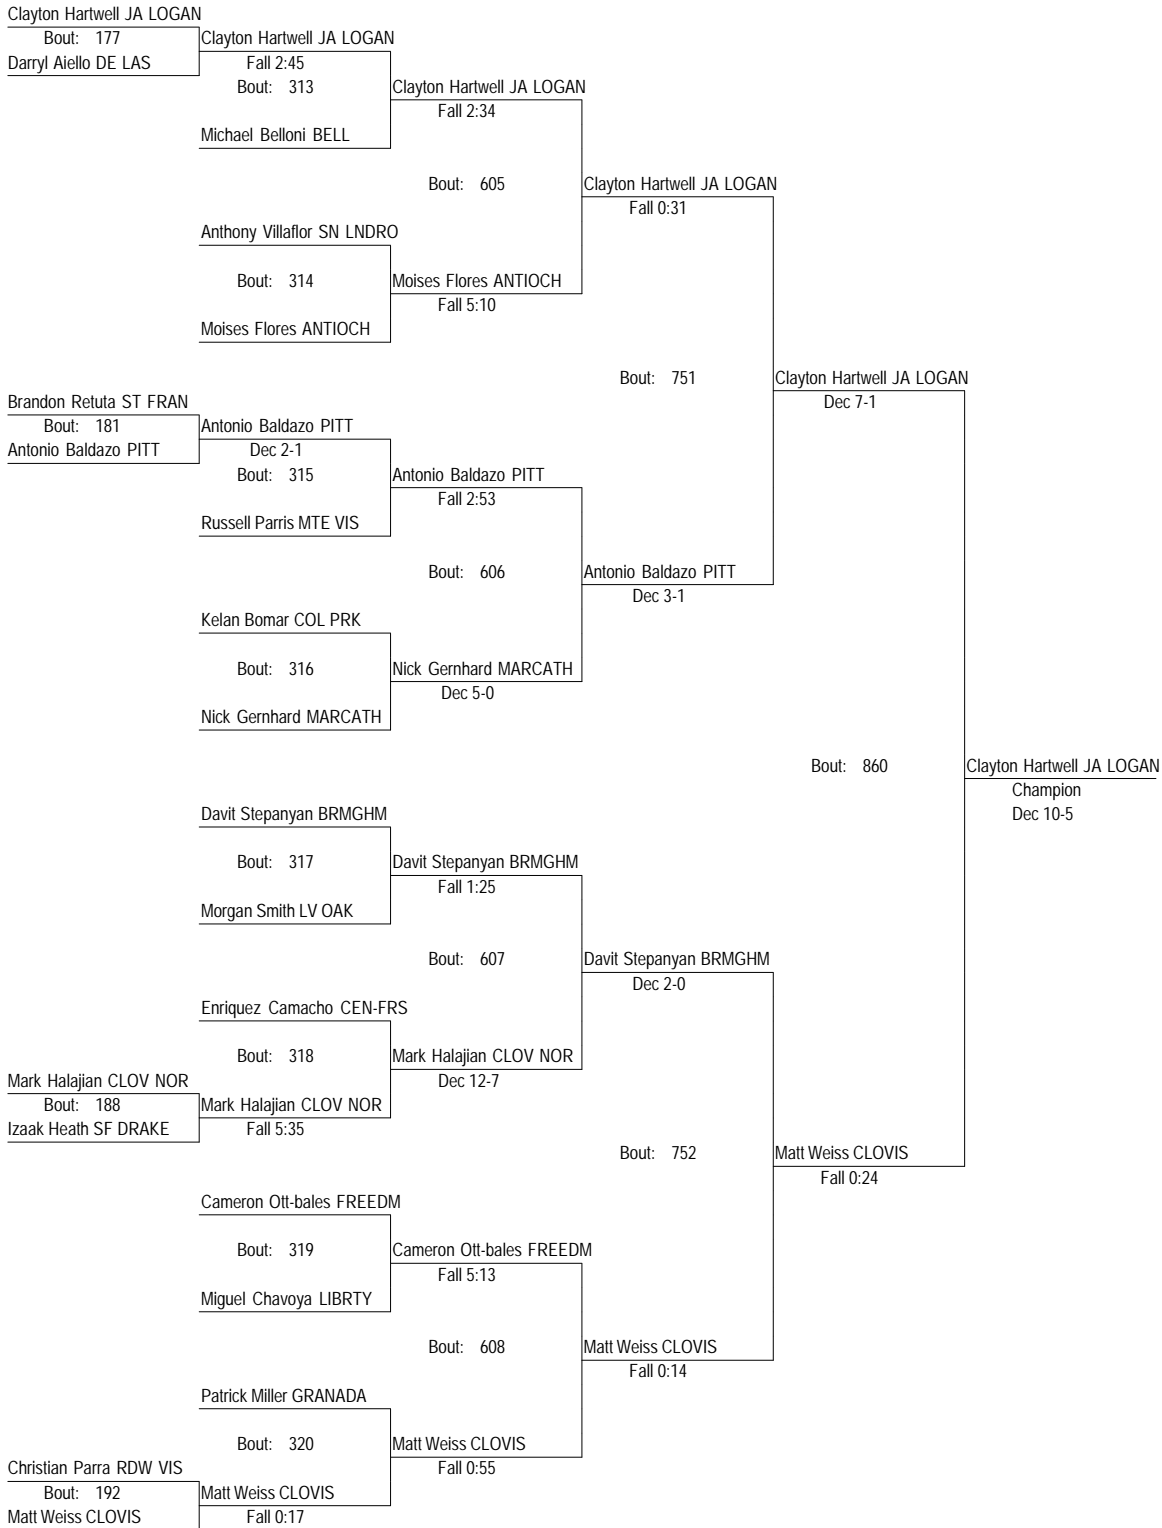 Clayton Hartwell JA LOGAN
Bout: 177
Clayton Hartwell JA LOGAN
Darryl Aiello DE LAS
Fall 2:45
Bout: 313
Clayton Hartwell JA LOGAN
Fall 2:34
Michael Belloni BELL
Bout: 605
Clayton Hartwell JA LOGAN
Fall 0:31
Anthony Villaflor SN LNDRO
Bout: 314
Moises Flores ANTIOCH
Fall 5:10
Moises Flores ANTIOCH
Bout: 751
Clayton Hartwell JA LOGAN
Dec 7-1
Brandon Retuta ST FRAN
Bout: 181
Antonio Baldazo PITT
Antonio Baldazo PITT
Dec 2-1
Bout: 315
Antonio Baldazo PITT
Fall 2:53
Russell Parris MTE VIS
Bout: 606
Antonio Baldazo PITT
Dec 3-1
Kelan Bomar COL PRK
Bout: 316
Nick Gernhard MARCATH
Dec 5-0
Nick Gernhard MARCATH
Bout: 860
Clayton Hartwell JA LOGAN
Champion
Dec 10-5
Davit Stepanyan BRMGHM
Bout: 317
Davit Stepanyan BRMGHM
Fall 1:25
Morgan Smith LV OAK
Bout: 607
Davit Stepanyan BRMGHM
Dec 2-0
Enriquez Camacho CEN-FRS
Bout: 318
Mark Halajian CLOV NOR
Dec 12-7
Mark Halajian CLOV NOR
Bout: 188
Mark Halajian CLOV NOR
Izaak Heath SF DRAKE
Fall 5:35
Bout: 752
Matt Weiss CLOVIS
Fall 0:24
Cameron Ott-bales FREEDM
Bout: 319
Cameron Ott-bales FREEDM
Fall 5:13
Miguel Chavoya LIBRTY
Bout: 608
Matt Weiss CLOVIS
Fall 0:14
Patrick Miller GRANADA
Bout: 320
Matt Weiss CLOVIS
Fall 0:55
Christian Parra RDW VIS
Bout: 192
Matt Weiss CLOVIS
Matt Weiss CLOVIS
Fall 0:17